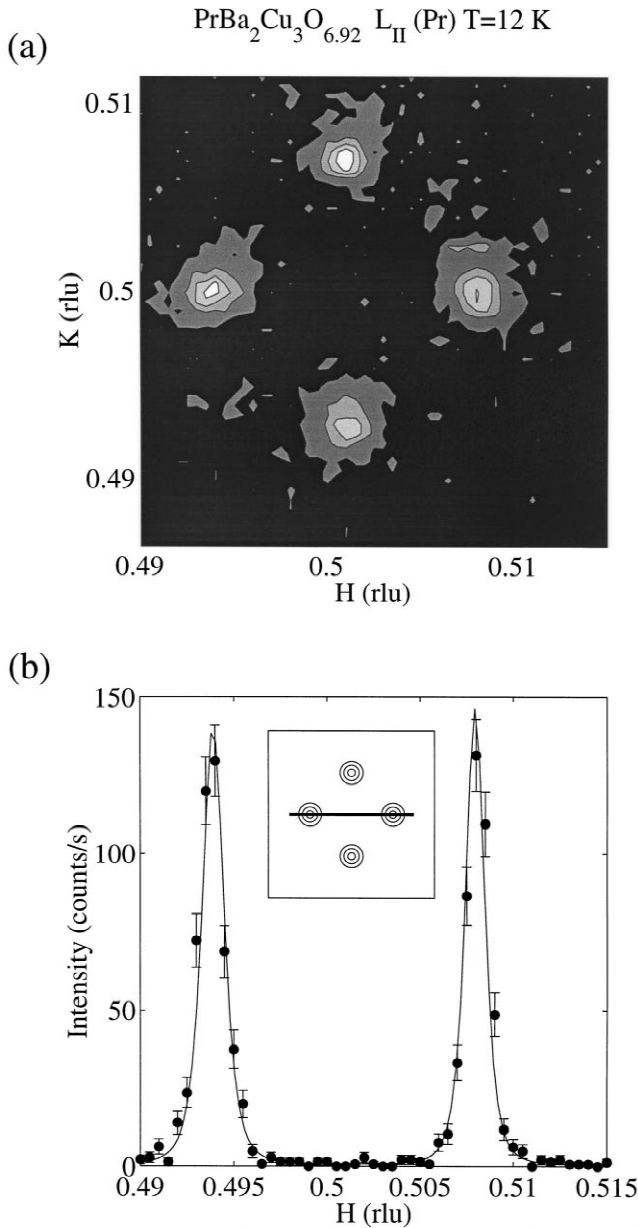 PrBa₂Cu₃O₆.₉₂ L_II (Pr) T=12 K
(a)
0.51
0.5
0.49
K (rlu)
0.49 0.5 0.51
H (rlu)
(b)
150
100
50
0
Intensity (counts/s)
0.49 0.495 0.5 0.505 0.51 0.515
H (rlu)